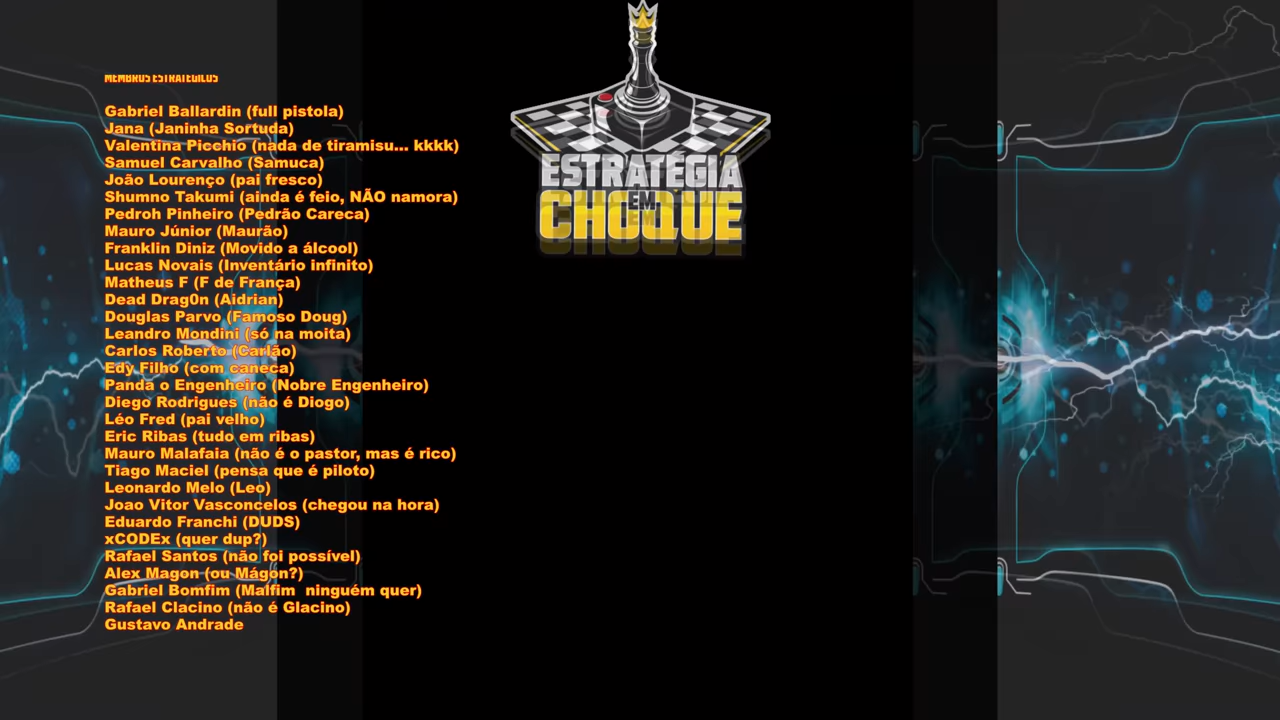 MEMBROS ESTRATÉGICOS
Gabriel Ballardin (full pistola)
Jana (Janinha Sortuda)
Valentina Picchio (nada de tiramisu... kkkk)
Samuel Carvalho (Samuca)
João Lourenço (pai fresco)
Shumno Takumi (ainda é feio, NÃO namora)
Pedroh Pinheiro (Pedrão Careca)
Mauro Júnior (Maurão)
Franklin Diniz (Movido a álcool)
Lucas Novais (Inventário infinito)
Matheus F (F de França)
Dead Drag0n (Aidrian)
Douglas Parvo (Famoso Doug)
Leandro Mondini (só na moita)
Carlos Roberto (Carlão)
Edy Filho (com caneca)
Panda o Engenheiro (Nobre Engenheiro)
Diego Rodrigues (não é Diogo)
Léo Fred (pai velho)
Eric Ribas (tudo em ribas)
Mauro Malafaia (não é o pastor, mas é rico)
Tiago Maciel (pensa que é piloto)
Leonardo Melo (Leo)
Joao Vitor Vasconcelos (chegou na hora)
Eduardo Franchi (DUDS)
xCODEx (quer dup?)
Rafael Santos (não foi possível)
Alex Magon (ou Mágon?)
Gabriel Bomfim (Malfim  ninguém quer)
Rafael Clacino (não é Glacino)
Gustavo Andrade
ESTRATÉGIA
EM
CHOQUE